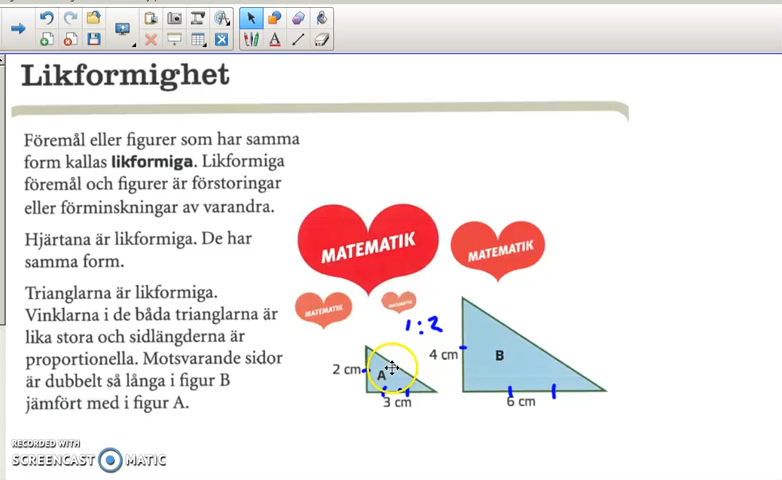 Likformighet
Föremål eller figurer som har samma
form kallas likformiga. Likformiga
föremål och figurer är förstoringar
eller förminskningar av varandra.
Hjärtana är likformiga. De har
samma form.
Trianglarna är likformiga.
Vinklarna i de båda trianglarna är
lika stora och sidlängderna är
proportionella. Motsvarande sidor
är dubbelt så långa i figur B
jämfört med i figur A.
MATEMATIK
MATEMATIK
MATEMATIK
MATEMATIK
1:2
2 cm
A
3 cm
4 cm
B
6 cm
RECORDED WITH
SCREENCAST MATIC